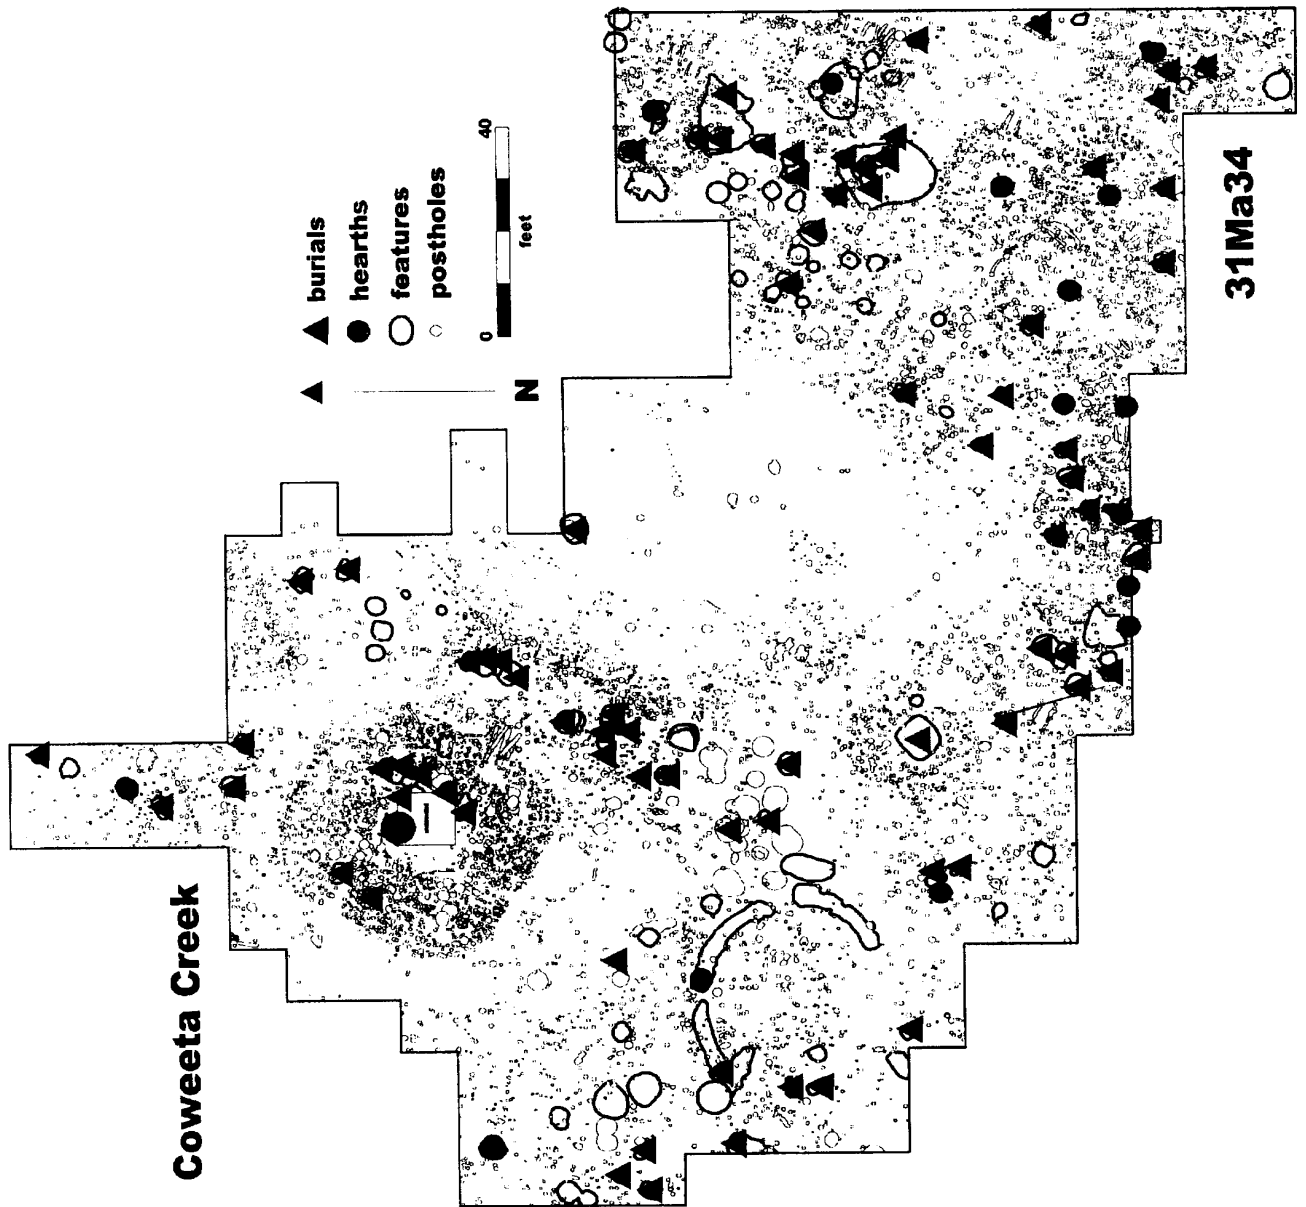 Coweeta Creek
burials
hearths
features
postholes
0
40
feet
N
31Ma34